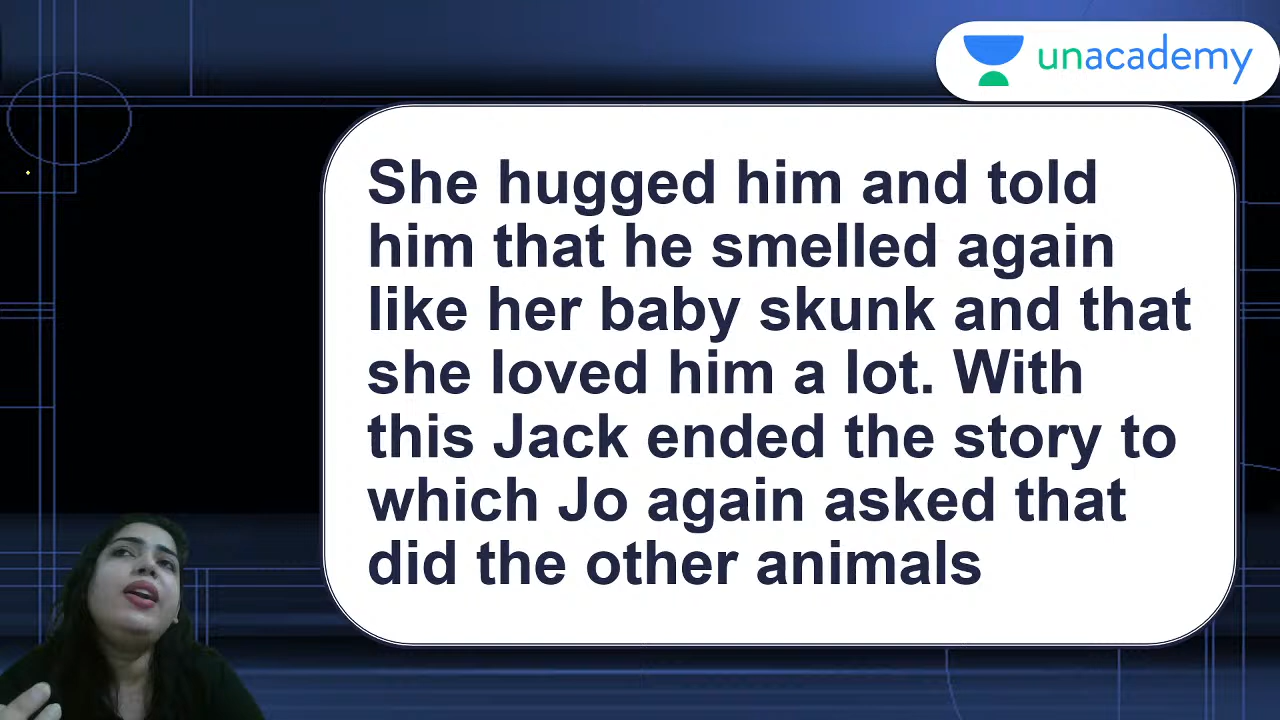 unacademy
She hugged him and told
him that he smelled again
like her baby skunk and that
she loved him a lot. With
this Jack ended the story to
which Jo again asked that
did the other animals